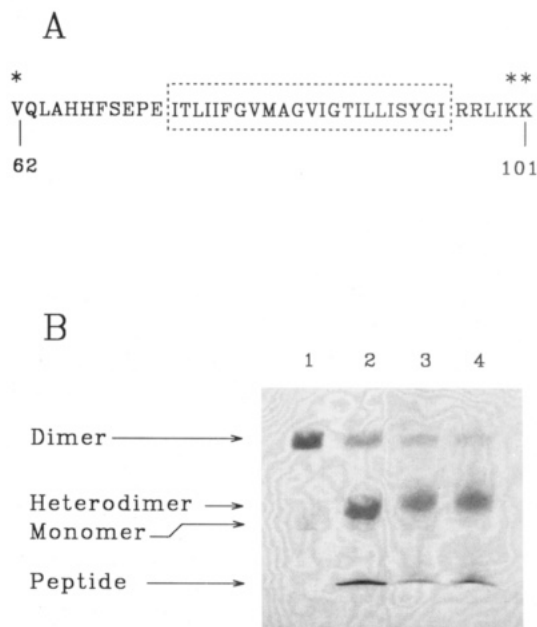 A
* **
VQLAHHFSEPE ITLIIFGVMAGVIGTILLISYGI RRLIKK
62 101
B
1 2 3 4
Dimer
Heterodimer
Monomer
Peptide